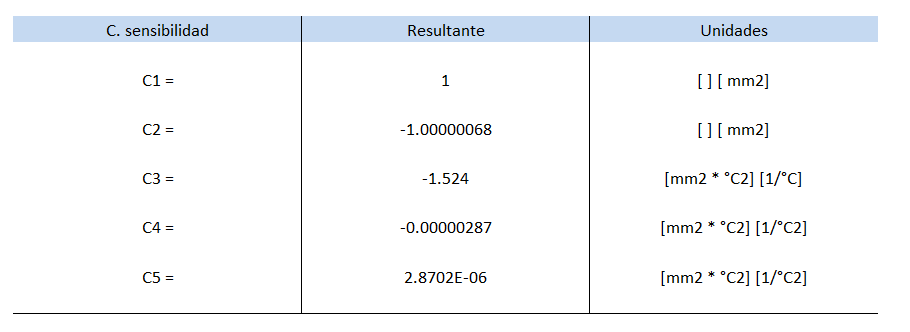 C. sensibilidad Resultante Unidades
C1 = 1 [ ] [ mm2]
C2 = -1.00000068 [ ] [ mm2]
C3 = -1.524 [mm2 * °C2] [1/°C]
C4 = -0.00000287 [mm2 * °C2] [1/°C2]
C5 = 2.8702E-06 [mm2 * °C2] [1/°C2]